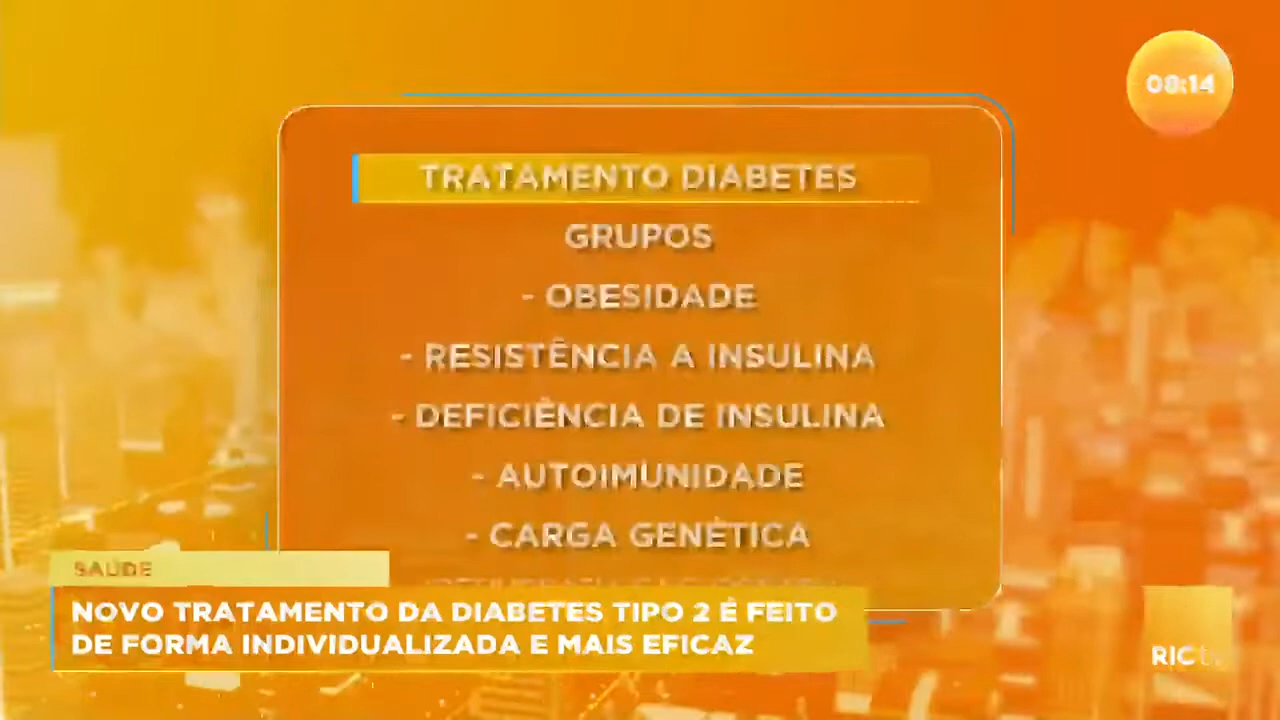 08:14
TRATAMENTO DIABETES
GRUPOS
- OBESIDADE
- RESISTÊNCIA A INSULINA
- DEFICIÊNCIA DE INSULINA
- AUTOIMUNIDADE
- CARGA GENÉTICA
SAÚDE
NOVO TRATAMENTO DA DIABETES TIPO 2 É FEITO
DE FORMA INDIVIDUALIZADA E MAIS EFICAZ
RIC